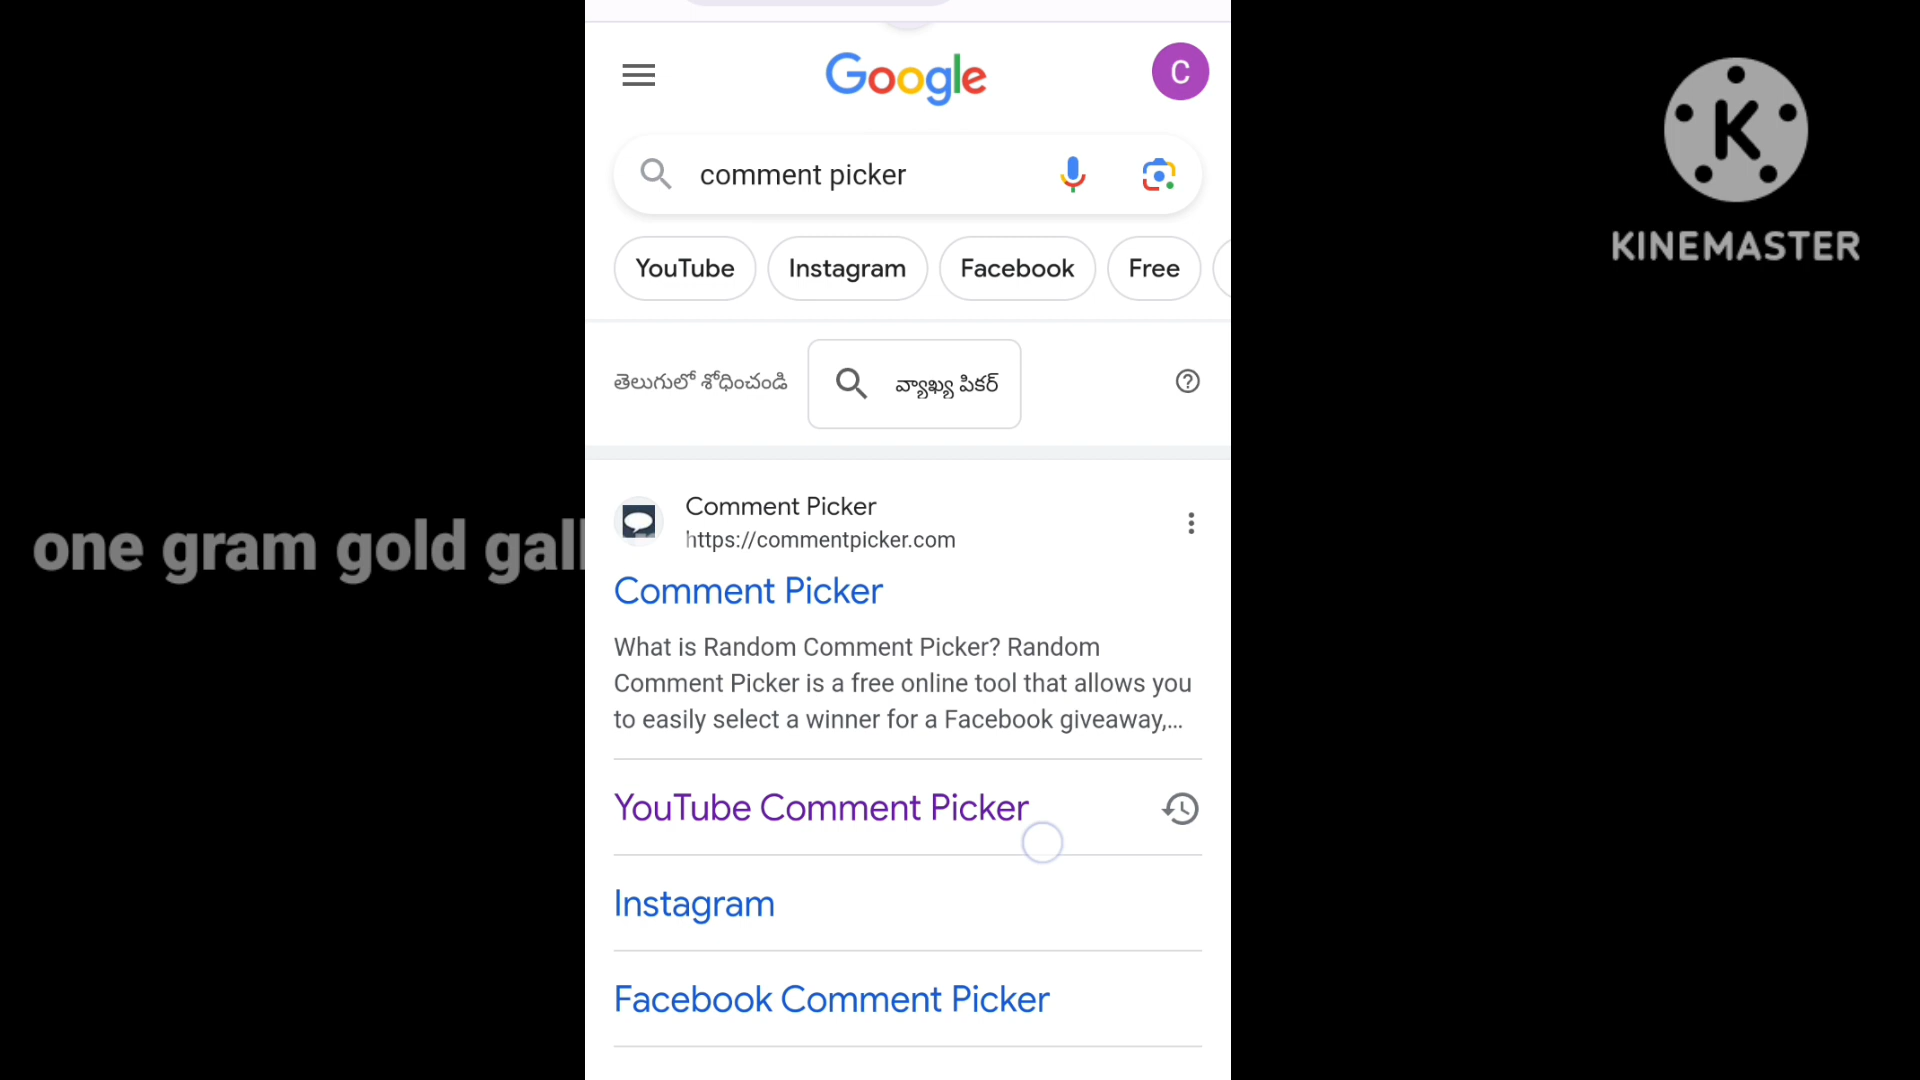 Google
C
K
KINEMASTER
comment picker
YouTube
Instagram
Facebook
Free
తెలుగులో శోధించండి
వ్యాఖ్య పికర్
Comment Picker
https://commentpicker.com
one gram gold gall
Comment Picker
What is Random Comment Picker? Random
Comment Picker is a free online tool that allows you
to easily select a winner for a Facebook giveaway,...
YouTube Comment Picker
Instagram
Facebook Comment Picker